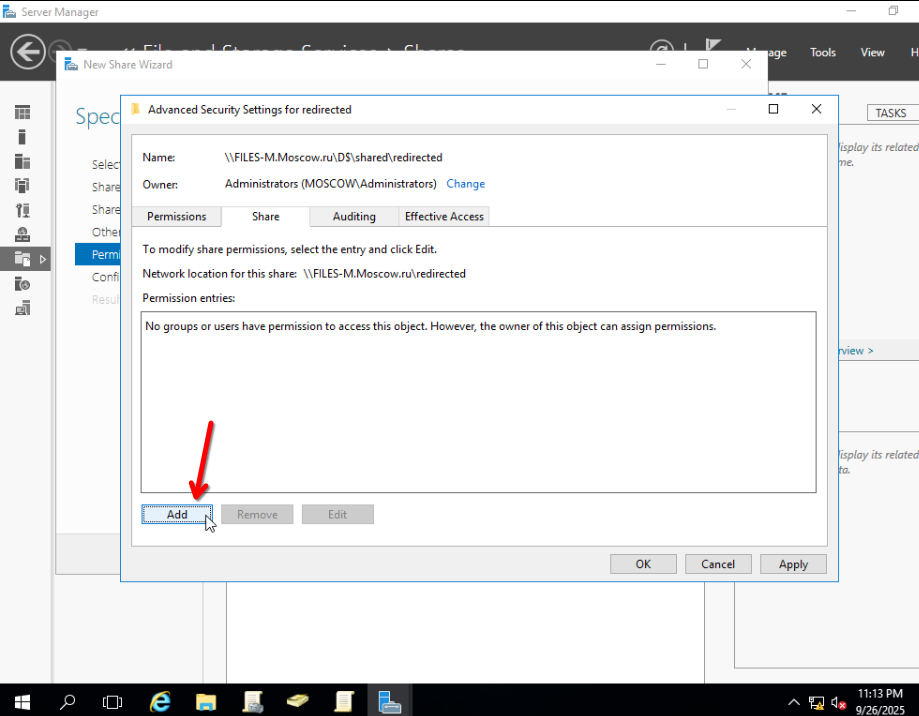 Server Manager
File and Storage Services
Shares
Manage
Tools
View
H
New Share Wizard
Spec
TASKS
Advanced Security Settings for redirected
isplay its related
me.
Name: \\FILES-M.Moscow.ru\D$\shared\redirected
Owner: Administrators (MOSCOW\Administrators) Change
Selec
Share
Share
Other
Permi
Confi
Resul
Permissions Share Auditing Effective Access
To modify share permissions, select the entry and click Edit.
Network location for this share: \\FILES-M.Moscow.ru\redirected
Permission entries:
No groups or users have permission to access this object. However, the owner of this object can assign permissions.
rview >
isplay its related
ta.
Add Remove Edit
OK Cancel Apply
11:13 PM
9/26/2025